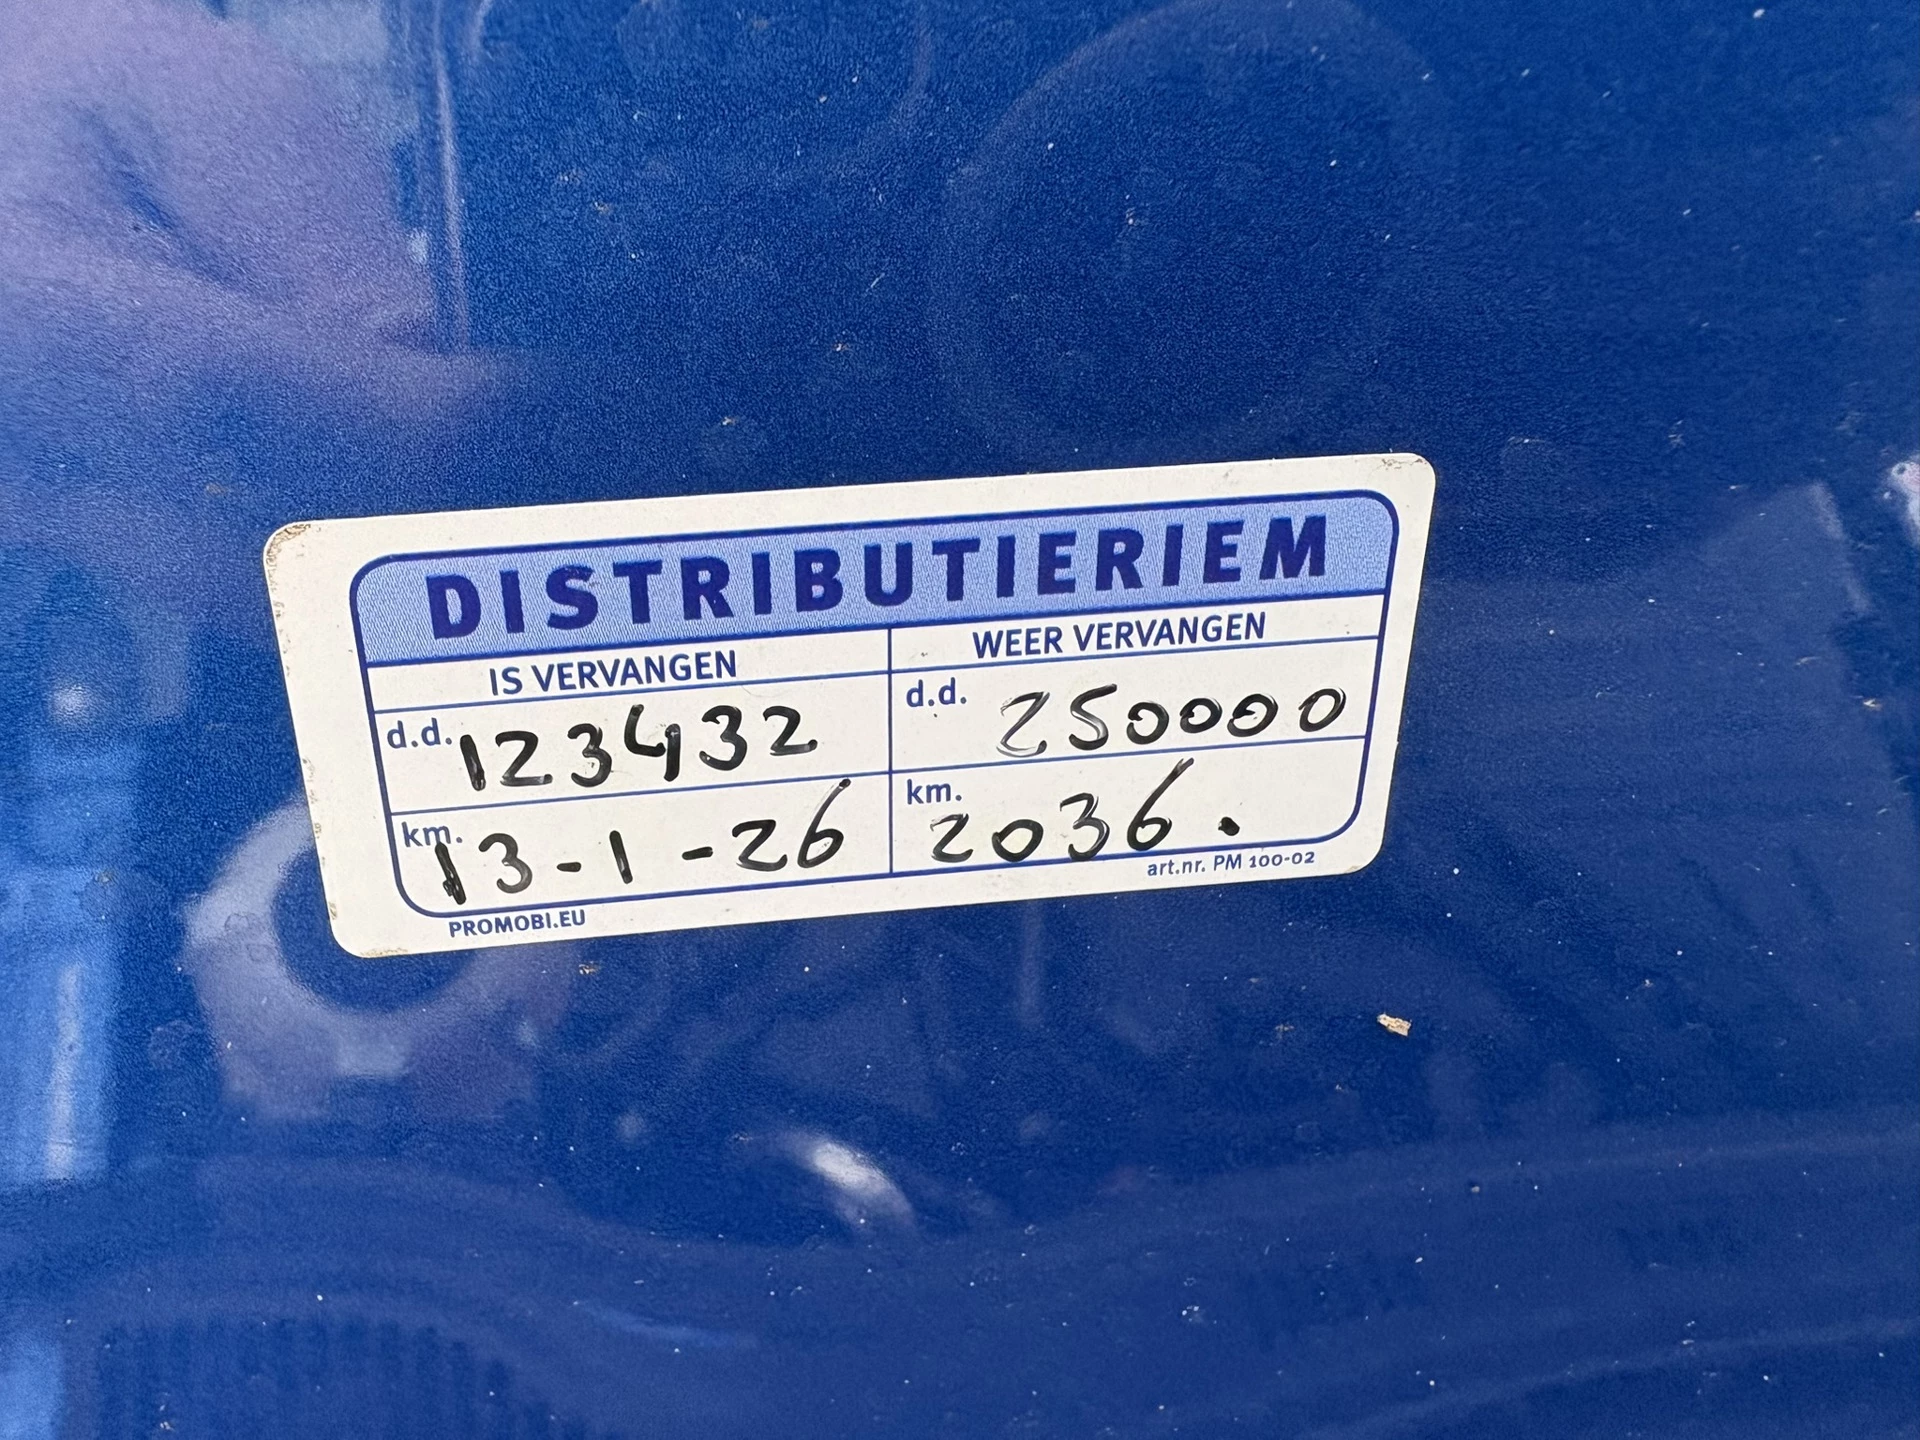 DISTRIBUTIERIEM
IS VERVANGEN
WEER VERVANGEN
d.d. 123432
d.d. 250000
km. 13-1-26
km. 2036.
PROMOBI.EU
art.nr. PM 100-02